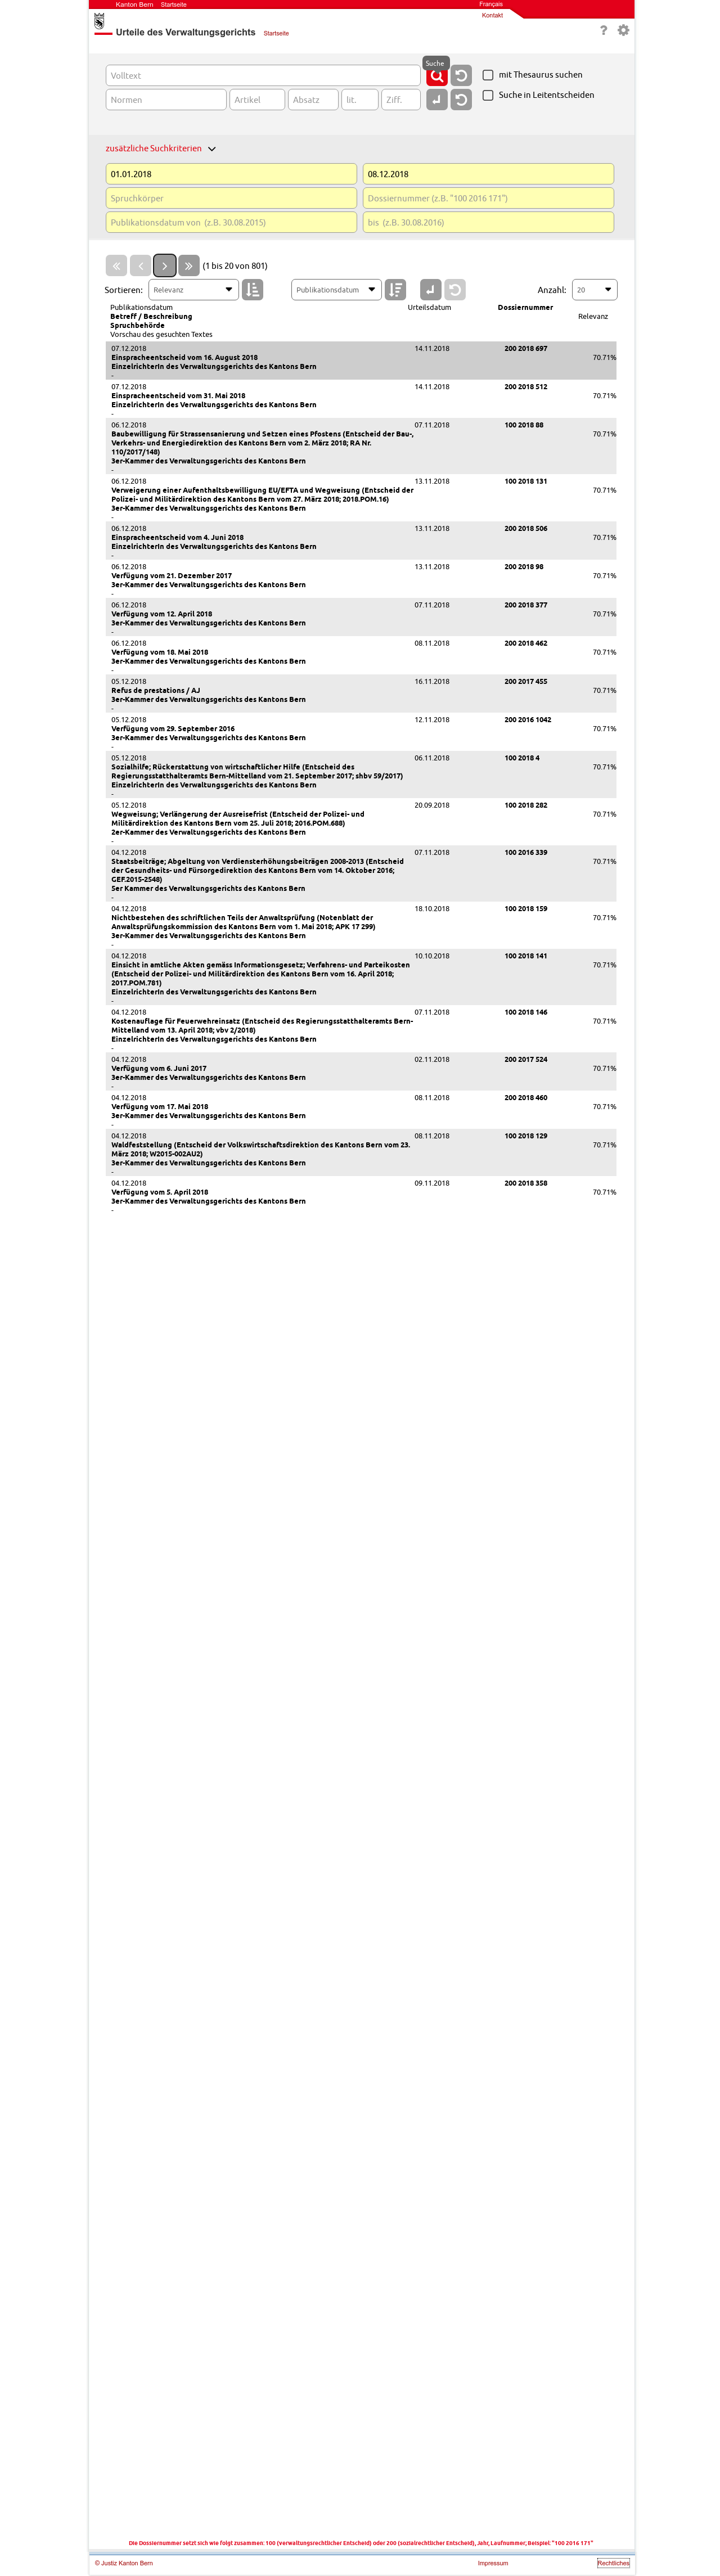 Kanton Bern Startseite Français
Kontakt
Urteile des Verwaltungsgerichts Startseite
?
Suche
Volltext
mit Thesaurus suchen
Normen Artikel Absatz lit. Ziff.
Suche in Leitentscheiden
zusätzliche Suchkriterien
01.01.2018 08.12.2018
Spruchkörper Dossiernummer (z.B. "100 2016 171")
Publikationsdatum von (z.B. 30.08.2015) bis (z.B. 30.08.2016)
(1 bis 20 von 801)
Sortieren: Relevanz Publikationsdatum Anzahl: 20
Publikationsdatum Urteilsdatum Dossiernummer
Betreff / Beschreibung Relevanz
Spruchbehörde
Vorschau des gesuchten Textes
07.12.2018 14.11.2018 200 2018 697
Einspracheentscheid vom 16. August 2018 70.71%
EinzelrichterIn des Verwaltungsgerichts des Kantons Bern
-
07.12.2018 14.11.2018 200 2018 512
Einspracheentscheid vom 31. Mai 2018 70.71%
EinzelrichterIn des Verwaltungsgerichts des Kantons Bern
-
06.12.2018 07.11.2018 100 2018 88
Baubewilligung für Strassensanierung und Setzen eines Pfostens (Entscheid der Bau-, 70.71%
Verkehrs- und Energiedirektion des Kantons Bern vom 2. März 2018; RA Nr.
110/2017/148)
3er-Kammer des Verwaltungsgerichts des Kantons Bern
-
06.12.2018 13.11.2018 100 2018 131
Verweigerung einer Aufenthaltsbewilligung EU/EFTA und Wegweisung (Entscheid der 70.71%
Polizei- und Militärdirektion des Kantons Bern vom 27. März 2018; 2018.POM.16)
3er-Kammer des Verwaltungsgerichts des Kantons Bern
-
06.12.2018 13.11.2018 200 2018 506
Einspracheentscheid vom 4. Juni 2018 70.71%
EinzelrichterIn des Verwaltungsgerichts des Kantons Bern
-
06.12.2018 13.11.2018 200 2018 98
Verfügung vom 21. Dezember 2017 70.71%
3er-Kammer des Verwaltungsgerichts des Kantons Bern
-
06.12.2018 07.11.2018 200 2018 377
Verfügung vom 12. April 2018 70.71%
3er-Kammer des Verwaltungsgerichts des Kantons Bern
-
06.12.2018 08.11.2018 200 2018 462
Verfügung vom 18. Mai 2018 70.71%
3er-Kammer des Verwaltungsgerichts des Kantons Bern
-
05.12.2018 16.11.2018 200 2017 455
Refus de prestations / AJ 70.71%
3er-Kammer des Verwaltungsgerichts des Kantons Bern
-
05.12.2018 12.11.2018 200 2016 1042
Verfügung vom 29. September 2016 70.71%
3er-Kammer des Verwaltungsgerichts des Kantons Bern
-
05.12.2018 06.11.2018 100 2018 4
Sozialhilfe; Rückerstattung von wirtschaftlicher Hilfe (Entscheid des 70.71%
Regierungsstatthalteramts Bern-Mittelland vom 21. September 2017; shbv 59/2017)
EinzelrichterIn des Verwaltungsgerichts des Kantons Bern
-
05.12.2018 20.09.2018 100 2018 282
Wegweisung; Verlängerung der Ausreisefrist (Entscheid der Polizei- und 70.71%
Militärdirektion des Kantons Bern vom 25. Juli 2018; 2016.POM.688)
2er-Kammer des Verwaltungsgerichts des Kantons Bern
-
04.12.2018 07.11.2018 100 2016 339
Staatsbeiträge; Abgeltung von Verdiensterhöhungsbeiträgen 2008-2013 (Entscheid 70.71%
der Gesundheits- und Fürsorgedirektion des Kantons Bern vom 14. Oktober 2016;
GEF.2015-2548)
5er Kammer des Verwaltungsgerichts des Kantons Bern
-
04.12.2018 18.10.2018 100 2018 159
Nichtbestehen des schriftlichen Teils der Anwaltsprüfung (Notenblatt der 70.71%
Anwaltsprüfungskommission des Kantons Bern vom 1. Mai 2018; APK 17 299)
3er-Kammer des Verwaltungsgerichts des Kantons Bern
-
04.12.2018 10.10.2018 100 2018 141
Einsicht in amtliche Akten gemäss Informationsgesetz; Verfahrens- und Parteikosten 70.71%
(Entscheid der Polizei- und Militärdirektion des Kantons Bern vom 16. April 2018;
2017.POM.781)
EinzelrichterIn des Verwaltungsgerichts des Kantons Bern
-
04.12.2018 07.11.2018 100 2018 146
Kostenauflage für Feuerwehreinsatz (Entscheid des Regierungsstatthalteramts Bern- 70.71%
Mittelland vom 13. April 2018; vbv 2/2018)
EinzelrichterIn des Verwaltungsgerichts des Kantons Bern
-
04.12.2018 02.11.2018 200 2017 524
Verfügung vom 6. Juni 2017 70.71%
3er-Kammer des Verwaltungsgerichts des Kantons Bern
-
04.12.2018 08.11.2018 200 2018 460
Verfügung vom 17. Mai 2018 70.71%
3er-Kammer des Verwaltungsgerichts des Kantons Bern
-
04.12.2018 08.11.2018 100 2018 129
Waldfeststellung (Entscheid der Volkswirtschaftsdirektion des Kantons Bern vom 23. 70.71%
März 2018; W2015-002AU2)
3er-Kammer des Verwaltungsgerichts des Kantons Bern
-
04.12.2018 09.11.2018 200 2018 358
Verfügung vom 5. April 2018 70.71%
3er-Kammer des Verwaltungsgerichts des Kantons Bern
-
Die Dossiernummer setzt sich wie folgt zusammen: 100 (verwaltungsrechtlicher Entscheid) oder 200 (sozialrechtlicher Entscheid), Jahr, Laufnummer; Beispiel: "100 2016 171"
© Justiz Kanton Bern Impressum Rechtliches